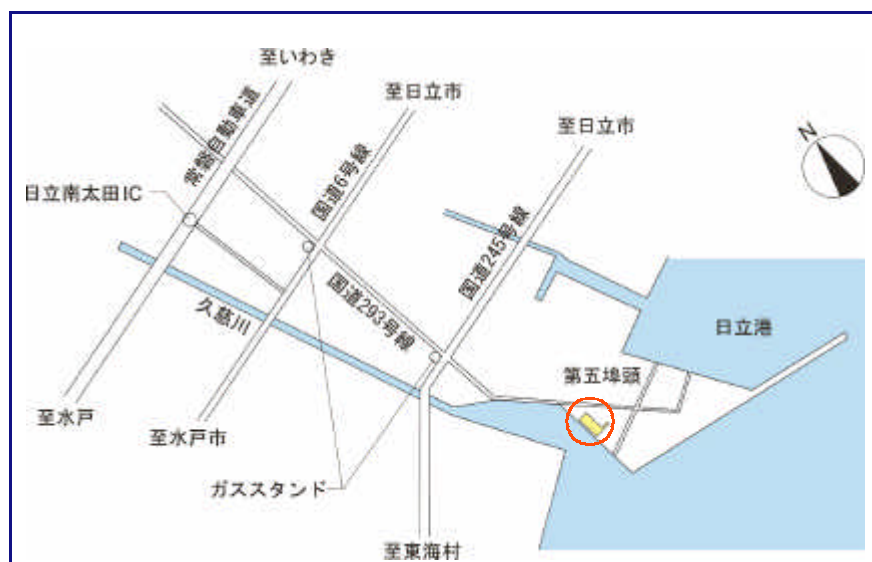 至いわき
至日立市
至日立市
N
常磐自動車道
国道6号線
日立南太田IC
国道245号線
国道293号線
久慈川
日立港
第五埠頭
至水戸
至水戸市
ガススタンド
至東海村